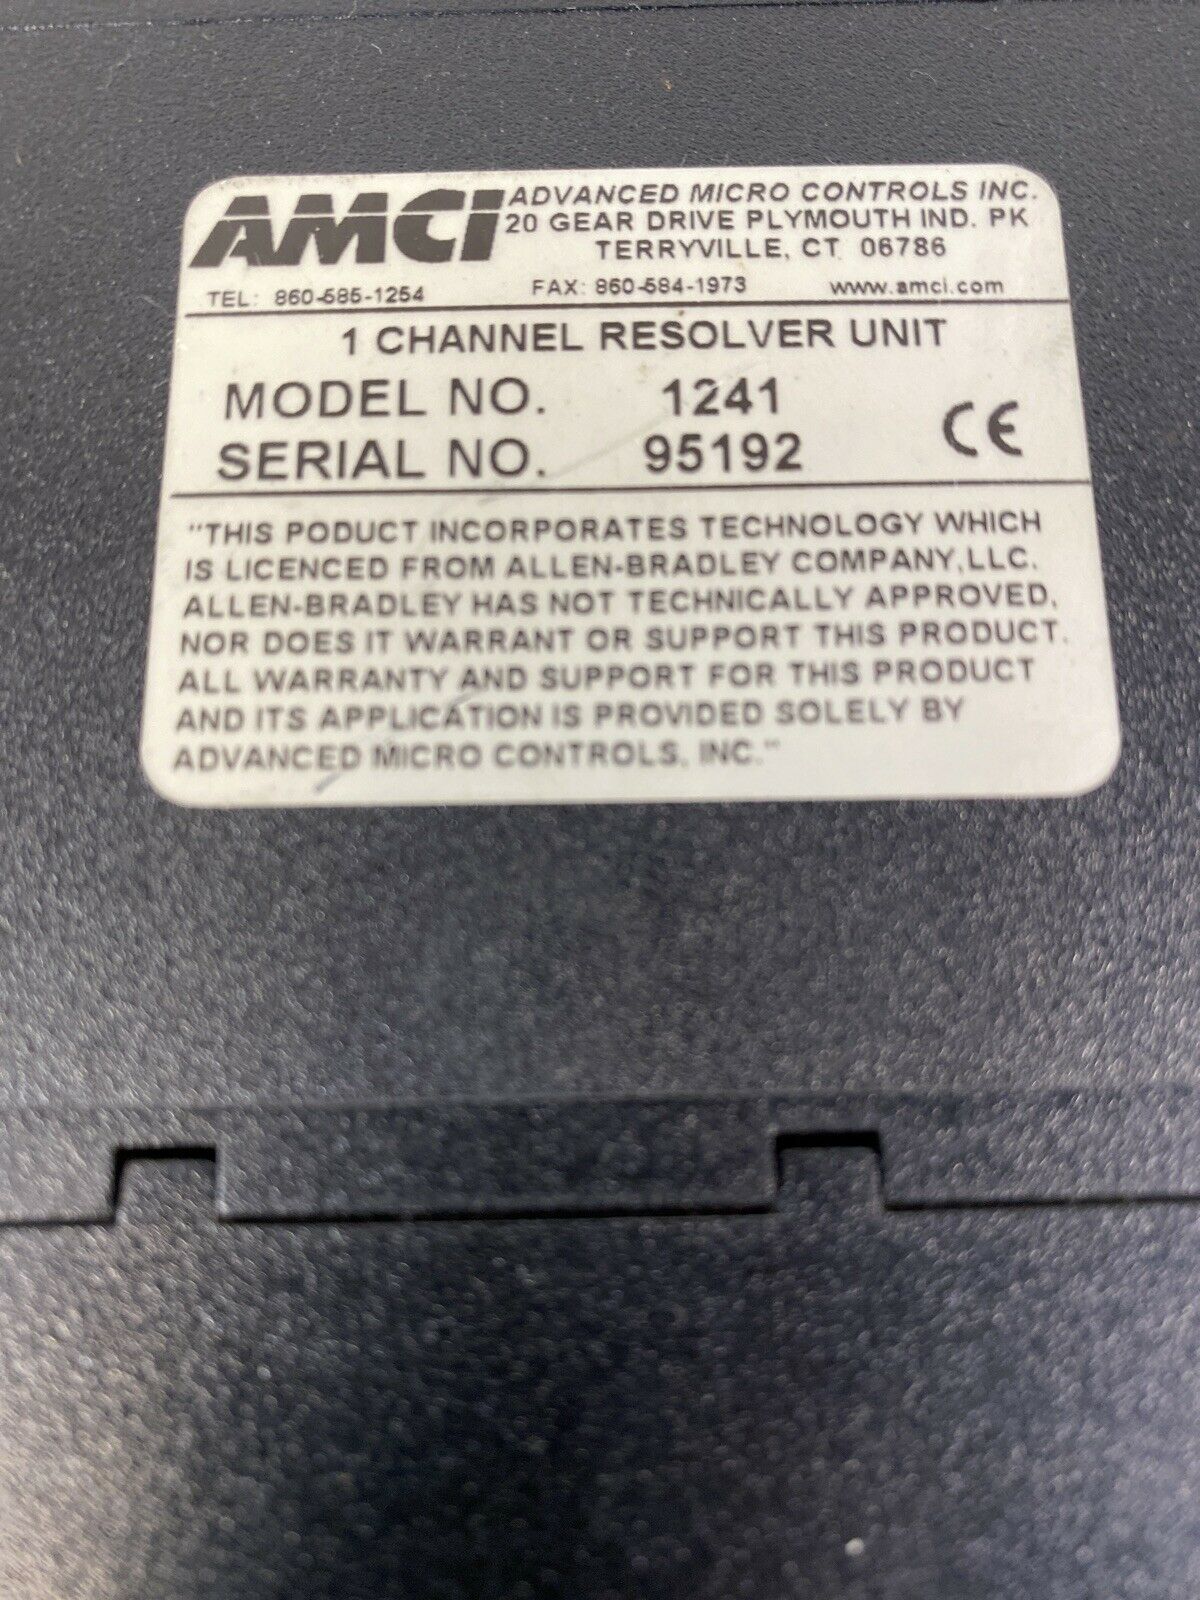 AMCI ADVANCED MICRO CONTROLS INC.
20 GEAR DRIVE PLYMOUTH IND. PK
TERRYVILLE, CT 06786
TEL: 860-585-1254 FAX: 860-584-1973 www.amci.com
1 CHANNEL RESOLVER UNIT
MODEL NO. 1241
SERIAL NO. 95192 CE
"THIS PODUCT INCORPORATES TECHNOLOGY WHICH
IS LICENCED FROM ALLEN-BRADLEY COMPANY,LLC.
ALLEN-BRADLEY HAS NOT TECHNICALLY APPROVED,
NOR DOES IT WARRANT OR SUPPORT THIS PRODUCT.
ALL WARRANTY AND SUPPORT FOR THIS PRODUCT
AND ITS APPLICATION IS PROVIDED SOLELY BY
ADVANCED MICRO CONTROLS, INC."